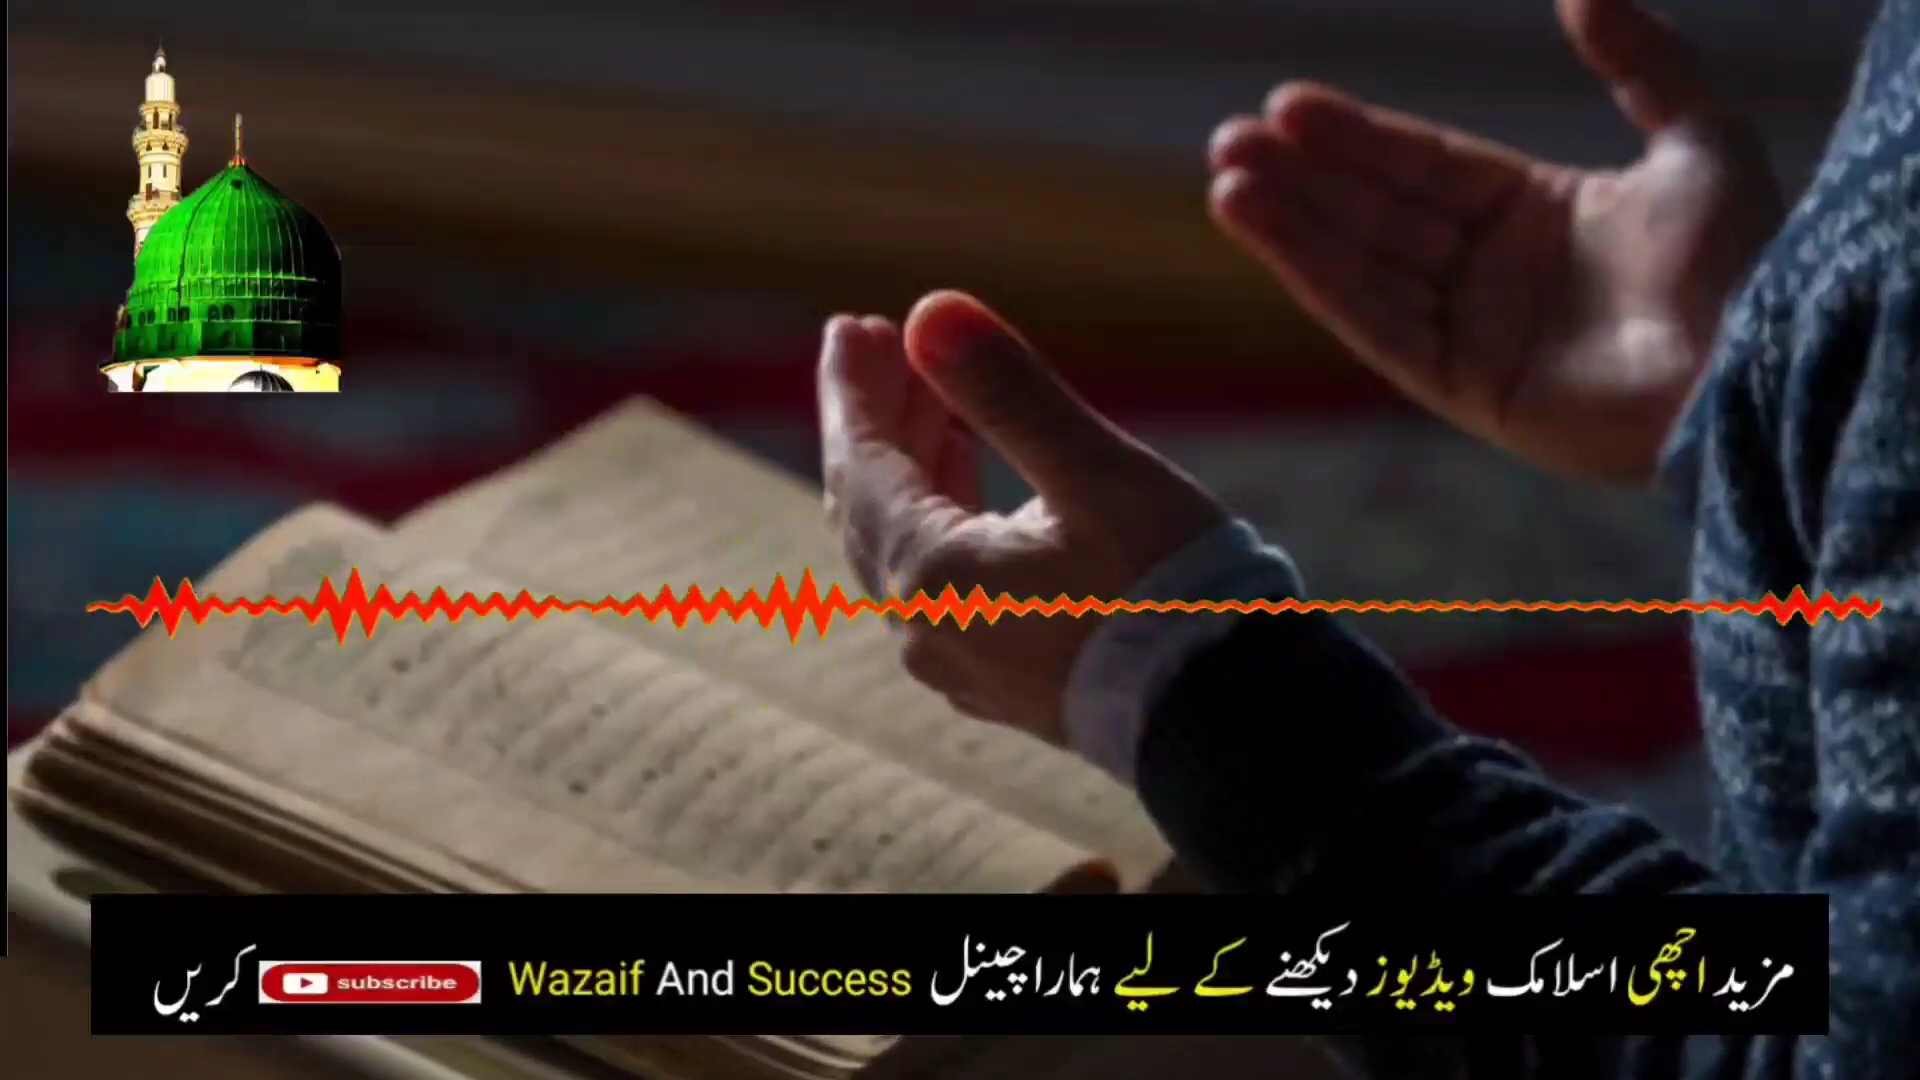 مزید اچھی اسلامک ویڈیوز دیکھنے کے لیے ہمارا چینل Wazaif And Success subscribe کریں